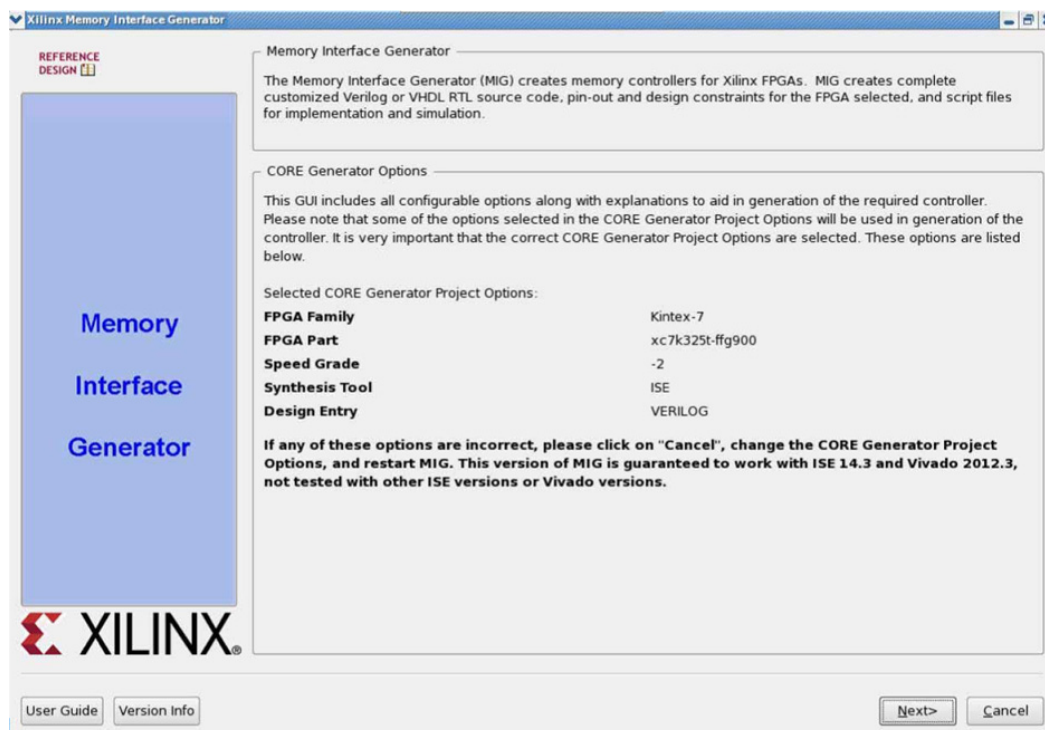 Xilinx Memory Interface Generator
REFERENCE
DESIGN
Memory Interface Generator
The Memory Interface Generator (MIG) creates memory controllers for Xilinx FPGAs. MIG creates complete
customized Verilog or VHDL RTL source code, pin-out and design constraints for the FPGA selected, and script files
for implementation and simulation.
CORE Generator Options
This GUI includes all configurable options along with explanations to aid in generation of the required controller.
Please note that some of the options selected in the CORE Generator Project Options will be used in generation of the
controller. It is very important that the correct CORE Generator Project Options are selected. These options are listed
below.
Selected CORE Generator Project Options:
FPGA Family Kintex-7
FPGA Part xc7k325t-ffg900
Speed Grade -2
Synthesis Tool ISE
Design Entry VERILOG
If any of these options are incorrect, please click on "Cancel", change the CORE Generator Project
Options, and restart MIG. This version of MIG is guaranteed to work with ISE 14.3 and Vivado 2012.3,
not tested with other ISE versions or Vivado versions.
Memory
Interface
Generator
XILINX®
User Guide Version Info Next> Cancel